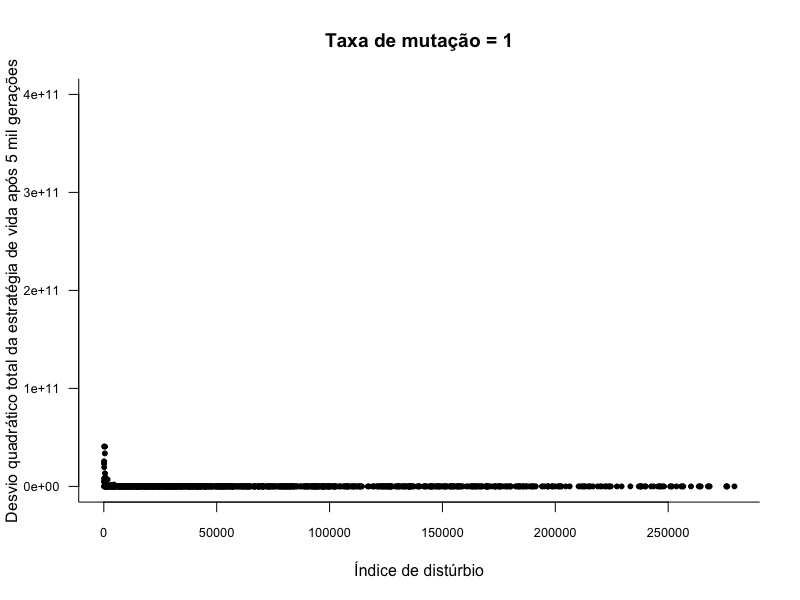 Taxa de mutação = 1
Desvio quadrático total da estratégia de vida após 5 mil gerações
4e+11
3e+11
2e+11
1e+11
0e+00
0
50000
100000
150000
200000
250000
Índice de distúrbio